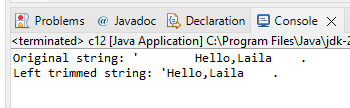 Problems @ Javadoc Declaration Console
<terminated> c12 [Java Application] C:\Program Files\Java\jdk-2
Original string: '        Hello,Laila    .
Left trimmed string: 'Hello,Laila    .